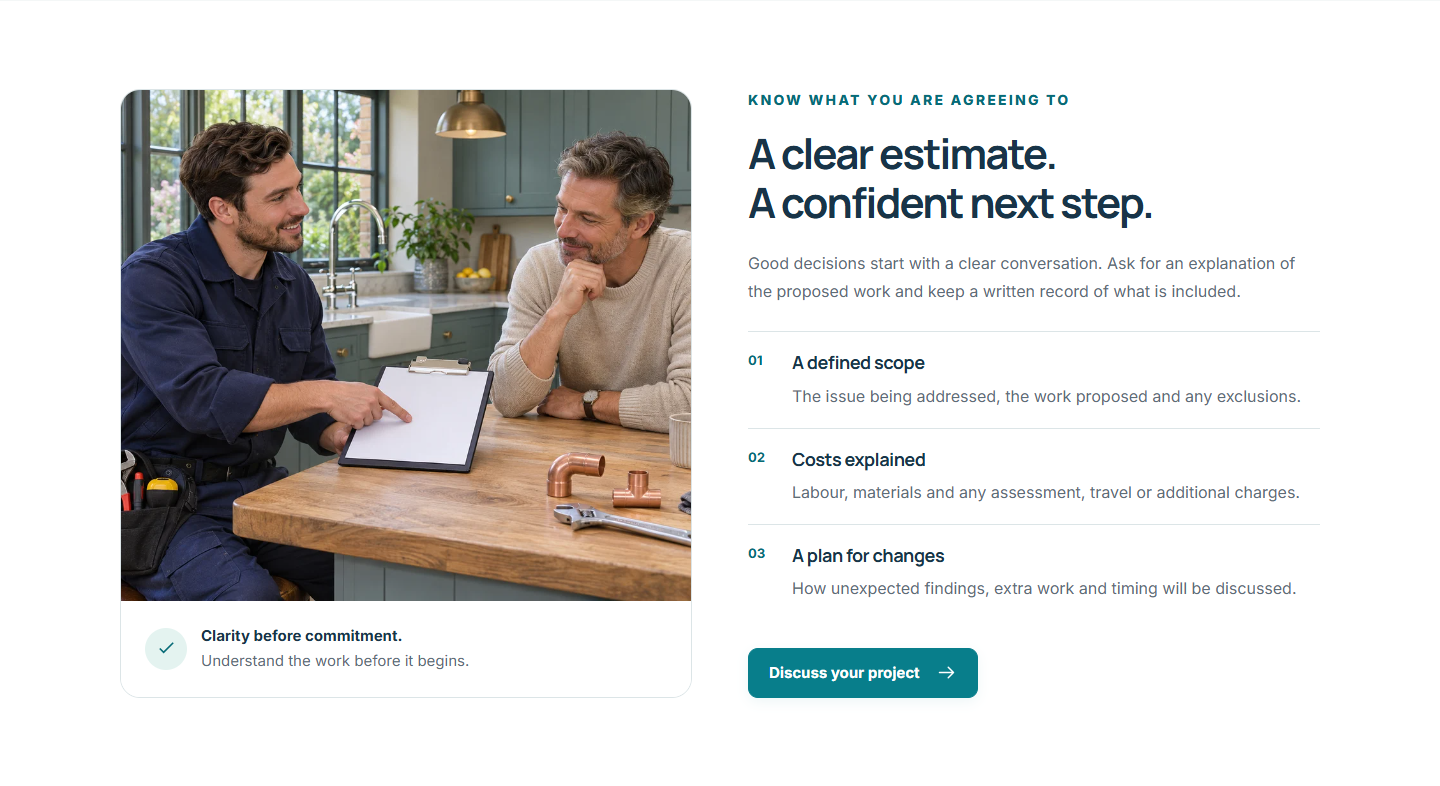 KNOW WHAT YOU ARE AGREEING TO
A clear estimate.
A confident next step.
Good decisions start with a clear conversation. Ask for an explanation of
the proposed work and keep a written record of what is included.
01 A defined scope
The issue being addressed, the work proposed and any exclusions.
02 Costs explained
Labour, materials and any assessment, travel or additional charges.
03 A plan for changes
How unexpected findings, extra work and timing will be discussed.
Clarity before commitment.
Understand the work before it begins.
Discuss your project